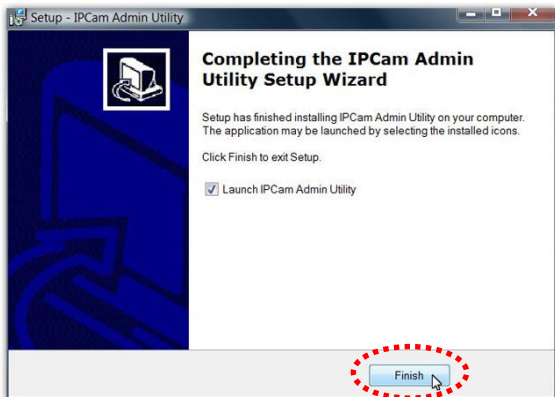 Setup - IPCam Admin Utility
Completing the IPCam Admin
Utility Setup Wizard
Setup has finished installing IPCam Admin Utility on your computer.
The application may be launched by selecting the installed icons.
Click Finish to exit Setup.
Launch IPCam Admin Utility
Finish